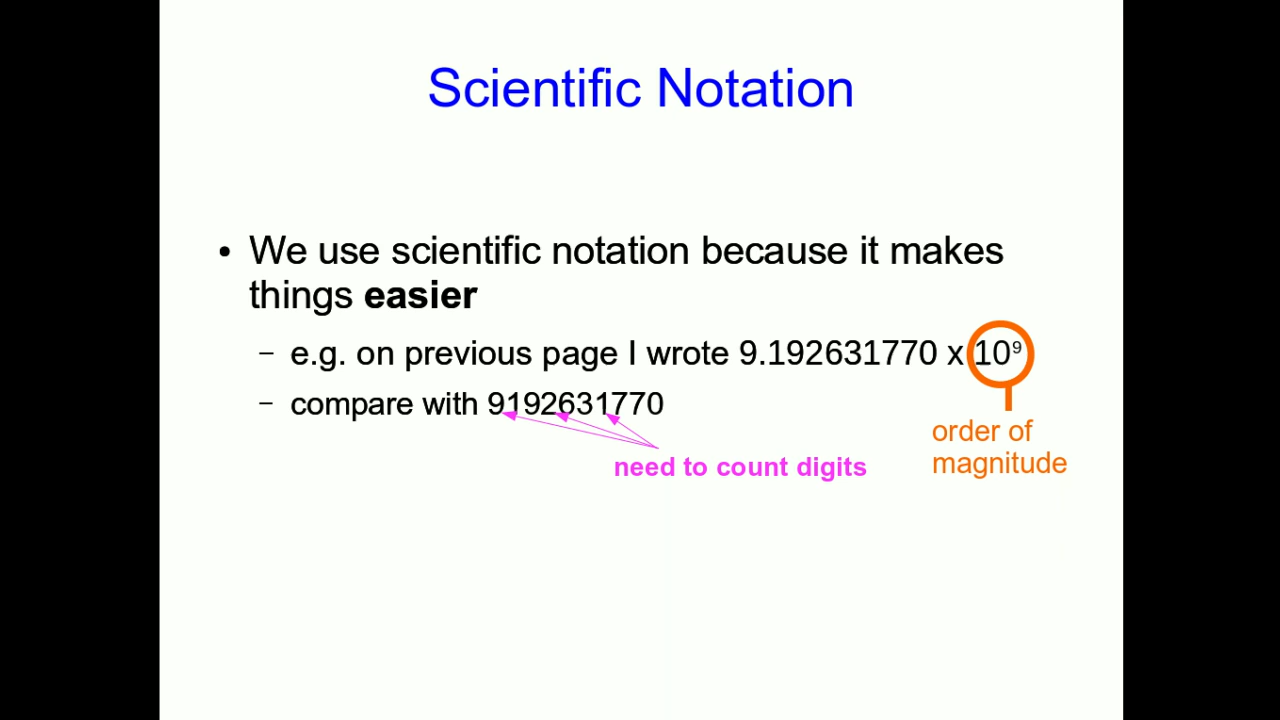 Scientific Notation
• We use scientific notation because it makes
things easier
– e.g. on previous page I wrote 9.192631770 x 10⁹
– compare with 9192631770
order of
magnitude
need to count digits